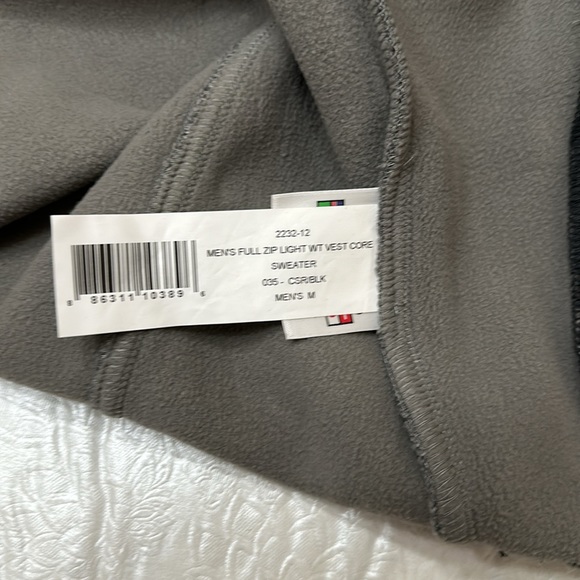 2232-12
MEN'S FULL ZIP LIGHT WT VEST CORE
SWEATER
035 - CSR/BLK
MEN'S M
8 86311 10389 6